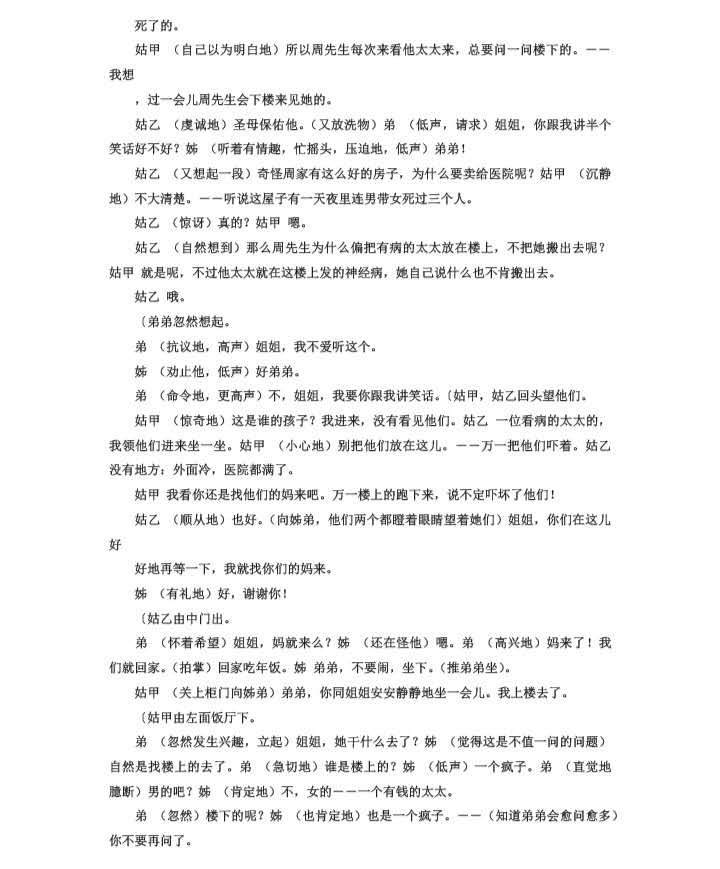 死了的。
姑甲 （自己以为明白地）所以周先生每次来看他太太来，总要问一问楼下的。－－
我想
，过一会儿周先生会下楼来见她的。
姑乙 （虔诚地）圣母保佑他。（又放洗物）弟 （低声，请求）姐姐，你跟我讲半个
笑话好不好？姊 （听着有情趣，忙摇头，压迫地，低声）弟弟！
姑乙 （又想起一段）奇怪周家有这么好的房子，为什么要卖给医院呢？姑甲 （沉静
地）不大清楚。－－听说这屋子有一天夜里连男带女死过三个人。
姑乙 （惊讶）真的？姑甲 嗯。
姑乙 （自然想到）那么周先生为什么偏把有病的太太放在楼上，不把她搬出去呢？
姑甲 就是呢，不过他太太就在这楼上发的神经病，她自己说什么也不肯搬出去。
姑乙 哦。
〔弟弟忽然想起。
弟 （抗议地，高声）姐姐，我不爱听这个。
姊 （劝止他，低声）好弟弟。
弟 （命令地，更高声）不，姐姐，我要你跟我讲笑话。〔姑甲，姑乙回头望他们。
姑甲 （惊奇地）这是谁的孩子？我进来，没有看见他们。姑乙 一位看病的太太的，
我领他们进来坐一坐。姑甲 （小心地）别把他们放在这儿。－－万一把他们吓着。姑乙
没有地方；外面冷，医院都满了。
姑甲 我看你还是找他们的妈来吧。万一楼上的跑下来，说不定吓坏了他们！
姑乙 （顺从地）也好。（向姊弟，他们两个都瞪着眼睛望着她们）姐姐，你们在这儿
好
好地再等一下，我就找你们的妈来。
姊 （有礼地）好，谢谢你！
〔姑乙由中门出。
弟 （怀着希望）姐姐，妈就来么？姊 （还在怪他）嗯。弟 （高兴地）妈来了！我
们就回家。（拍掌）回家吃年饭。姊 弟弟，不要闹，坐下。（推弟弟坐）。
姑甲 （关上柜门向姊弟）弟弟，你同姐姐安安静静地坐一会儿。我上楼去了。
〔姑甲由左面饭厅下。
弟 （忽然发生兴趣，立起）姐姐，她干什么去了？姊 （觉得这是不值一问的问题）
自然是找楼上的去了。弟 （急切地）谁是楼上的？姊 （低声）一个疯子。弟 （直觉地
臆断）男的吧？姊 （肯定地）不，女的－－一个有钱的太太。
弟 （忽然）楼下的呢？姊 （也肯定地）也是一个疯子。－－（知道弟弟会愈问愈多）
你不要再问了。